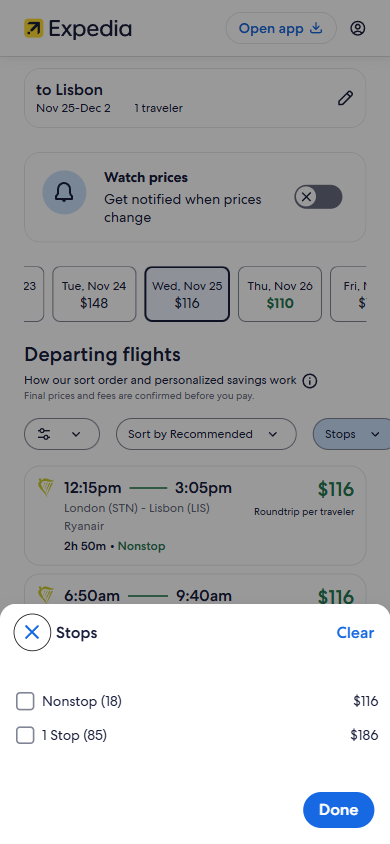 Expedia
Open app
to Lisbon
Nov 25-Dec 2 1 traveler
Watch prices
Get notified when prices
change
23
Tue, Nov 24
$148
Wed, Nov 25
$116
Thu, Nov 26
$110
Fri,
Departing flights
How our sort order and personalized savings work
Final prices and fees are confirmed before you pay.
Sort by Recommended
Stops
12:15pm 3:05pm
$116
London (STN) - Lisbon (LIS)
Roundtrip per traveler
Ryanair
2h 50m • Nonstop
6:50am 9:40am
$116
Stops
Clear
Nonstop (18) $116
1 Stop (85) $186
Done